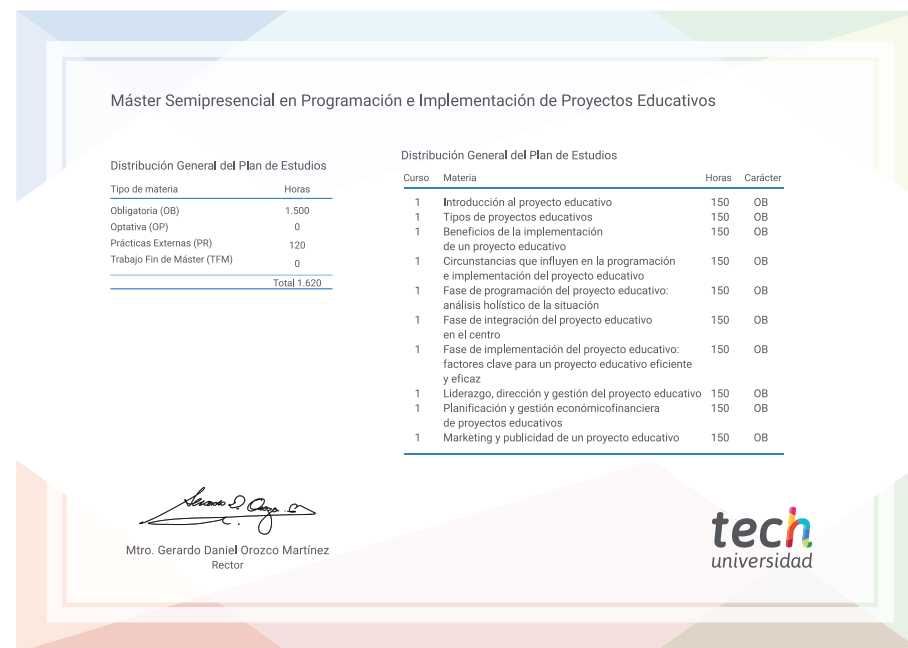 Máster Semipresencial en Programación e Implementación de Proyectos Educativos
Distribución General del Plan de Estudios
Tipo de materia Horas
Obligatoria (OB) 1.500
Optativa (OP) 0
Prácticas Externas (PR) 120
Trabajo Fin de Máster (TFM) 0
Total 1.620
Distribución General del Plan de Estudios
Curso Materia Horas Carácter
1 Introducción al proyecto educativo 150 OB
1 Tipos de proyectos educativos 150 OB
1 Beneficios de la implementación 150 OB
de un proyecto educativo
1 Circunstancias que influyen en la programación 150 OB
e implementación del proyecto educativo
1 Fase de programación del proyecto educativo: 150 OB
análisis holístico de la situación
1 Fase de integración del proyecto educativo 150 OB
en el centro
1 Fase de implementación del proyecto educativo: 150 OB
factores clave para un proyecto educativo eficiente
y eficaz
1 Liderazgo, dirección y gestión del proyecto educativo 150 OB
1 Planificación y gestión económicofinanciera 150 OB
de proyectos educativos
1 Marketing y publicidad de un proyecto educativo 150 OB
Mtro. Gerardo Daniel Orozco Martínez
Rector
tech
universidad